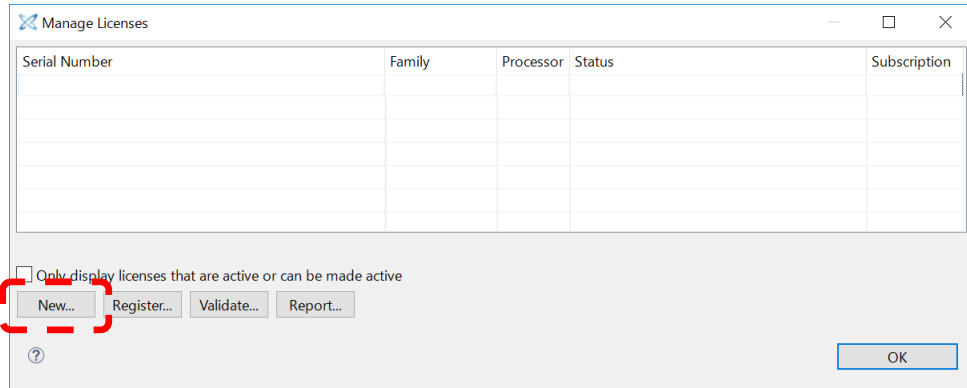 Manage Licenses
Serial Number Family Processor Status Subscription
Only display licenses that are active or can be made active
New... Register... Validate... Report...
?
OK